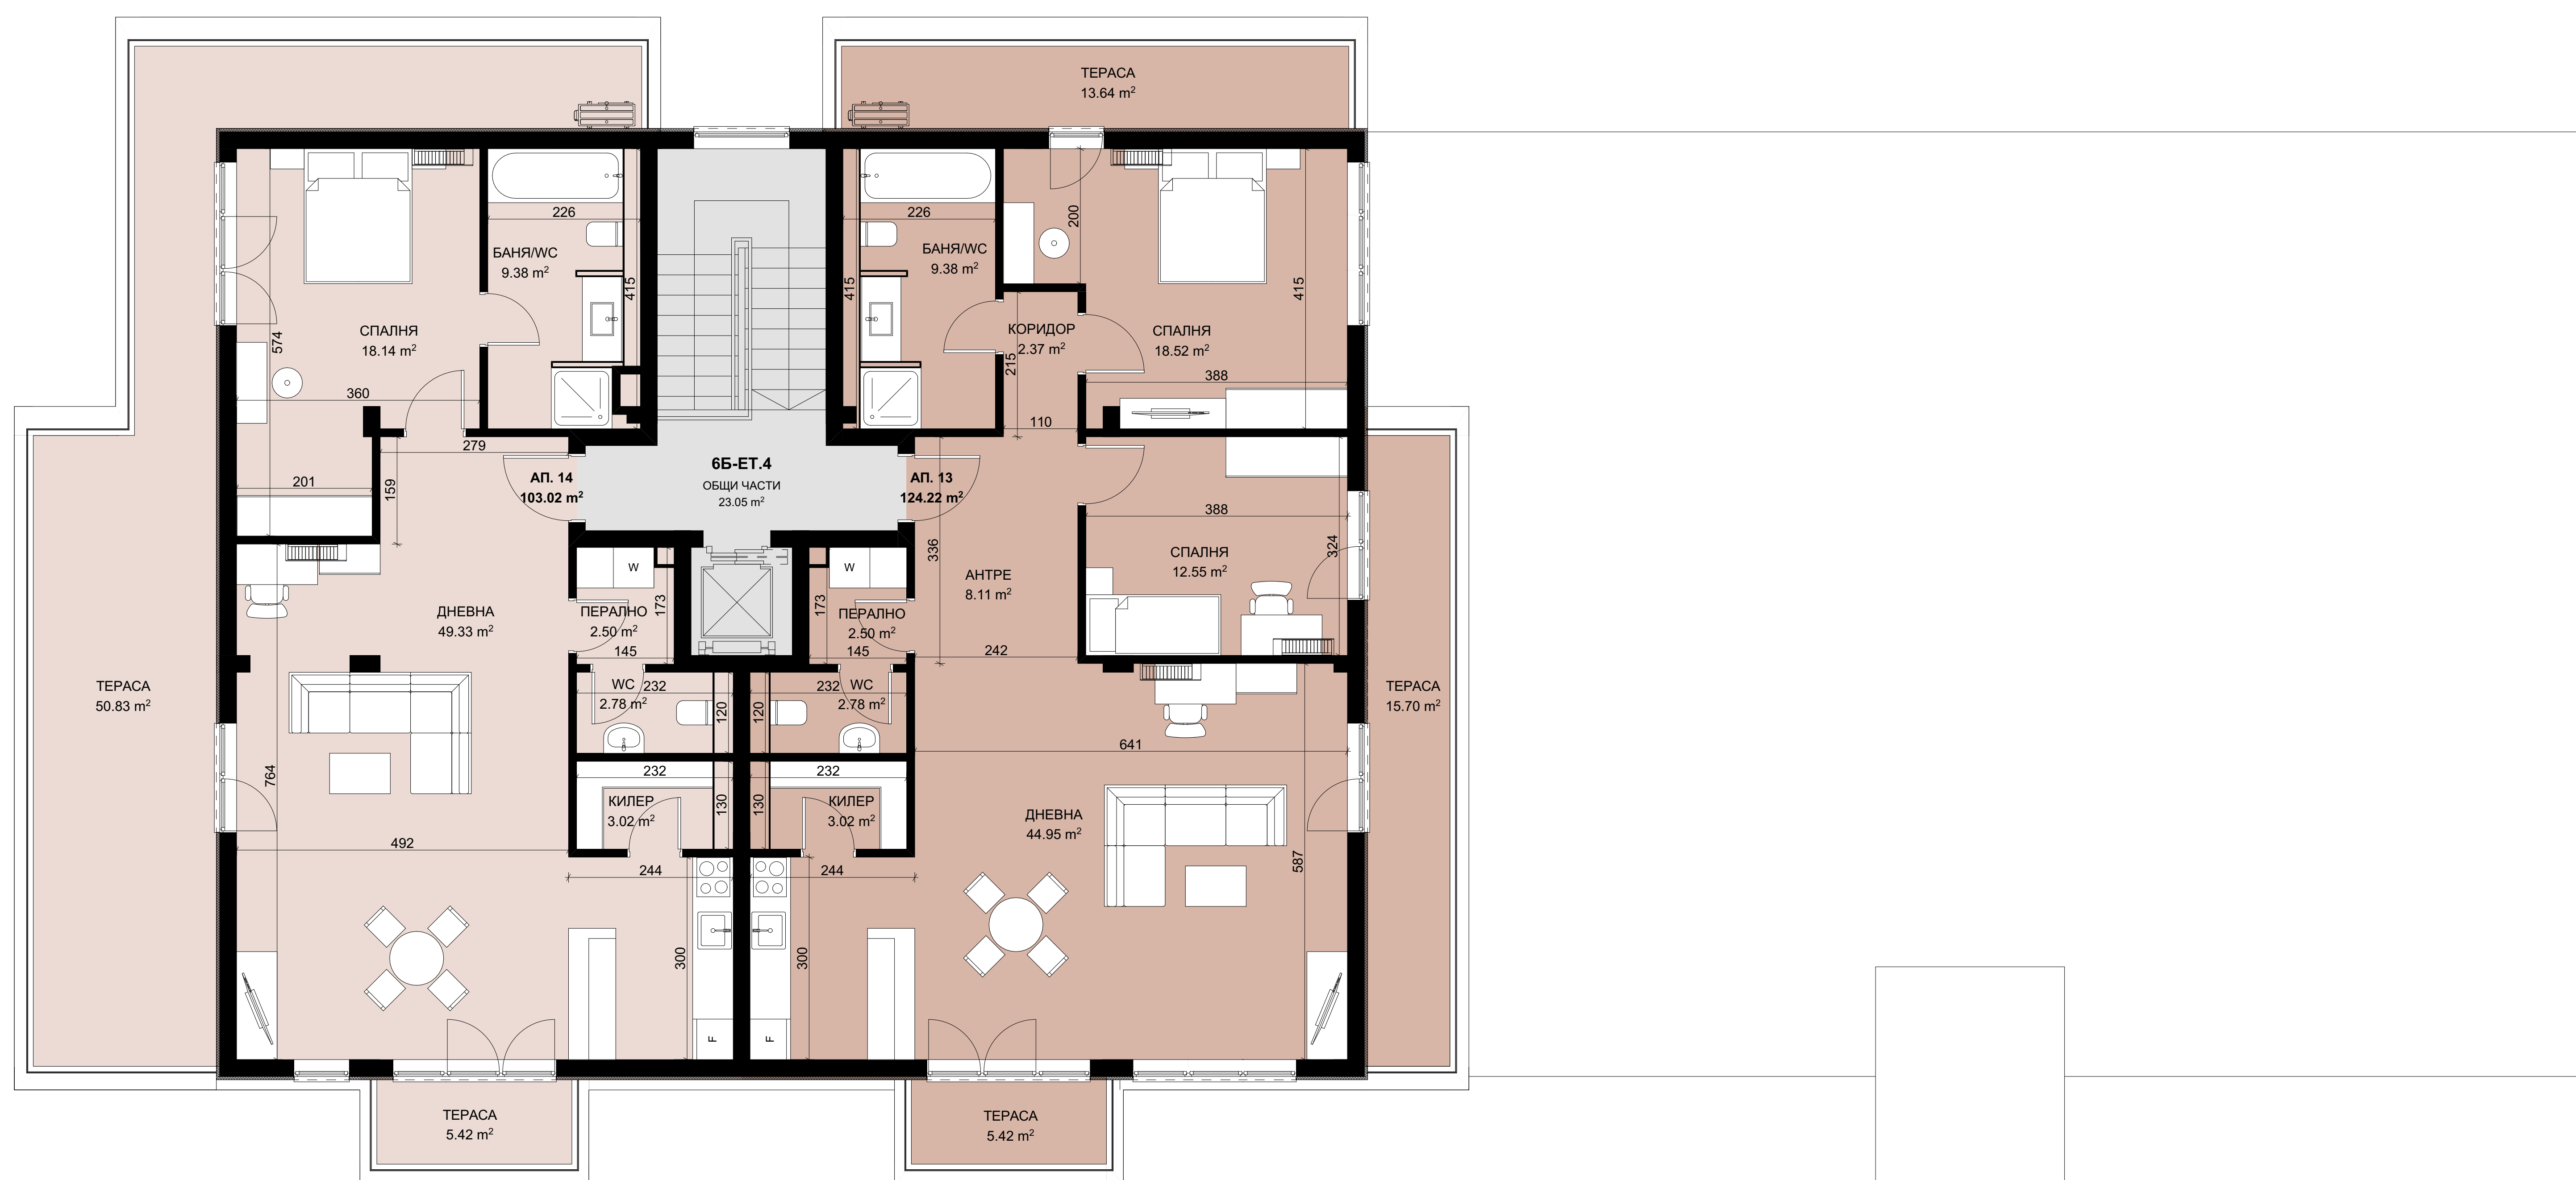 ТЕРАСА
13.64 m²
226
БАНЯ/WC
9.38 m²
415
СПАЛНЯ
18.14 m²
574
360
279
201
159
226
БАНЯ/WC
9.38 m²
415
200
КОРИДОР
2.37 m²
215
110
СПАЛНЯ
18.52 m²
415
388
АП. 14
103.02 m²
6Б-ЕТ.4
ОБЩИ ЧАСТИ
23.05 m²
АП. 13
124.22 m²
388
324
СПАЛНЯ
12.55 m²
336
АНТРЕ
8.11 m²
242
W
ПЕРАЛНО
2.50 m²
173
145
W
ПЕРАЛНО
2.50 m²
173
145
ДНЕВНА
49.33 m²
ТЕРАСА
50.83 m²
WC
2.78 m²
232
120
WC
2.78 m²
232
120
ТЕРАСА
15.70 m²
641
764
232
КИЛЕР
3.02 m²
130
232
КИЛЕР
3.02 m²
130
ДНЕВНА
44.95 m²
587
492
244
244
300
300
F
F
ТЕРАСА
5.42 m²
ТЕРАСА
5.42 m²